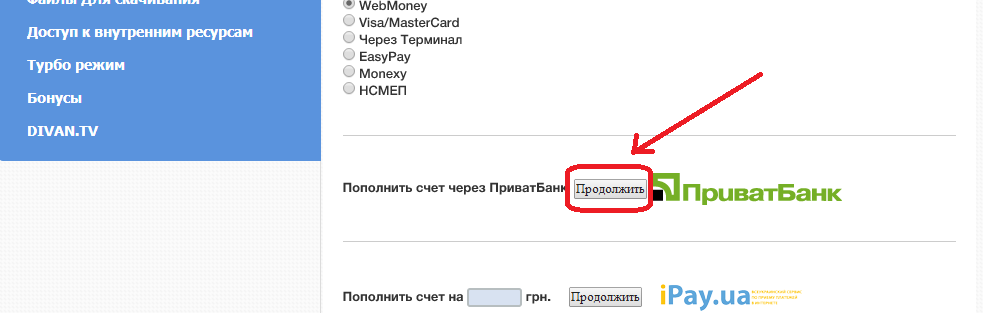 Файлы для скачивания
Доступ к внутренним ресурсам
Турбо режим
Бонусы
DIVAN.TV
WebMoney
Visa/MasterCard
Через Терминал
EasyPay
Monexy
НСМЕП
Пополнить счет через ПриватБанк Продолжить ПриватБанк
Пополнить счет на грн. Продолжить iPay.ua